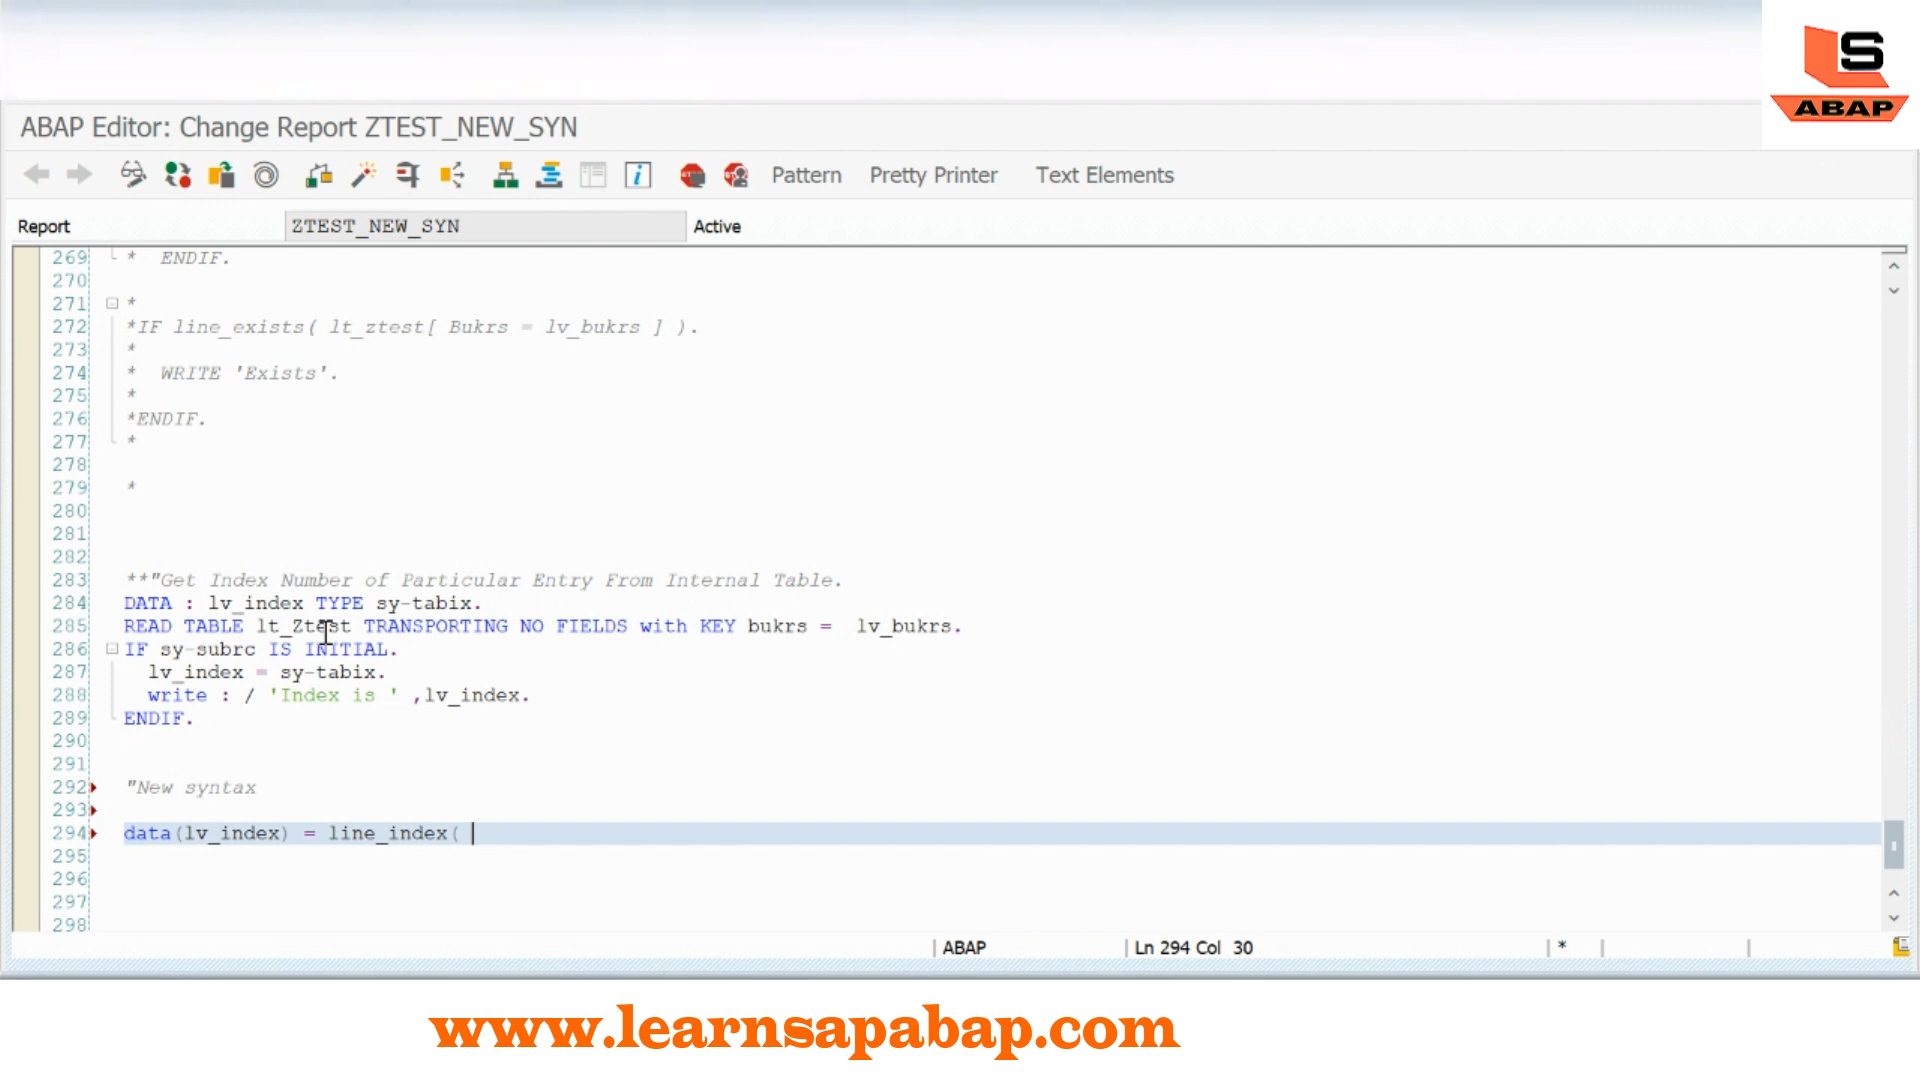 LS
ABAP
ABAP Editor: Change Report ZTEST_NEW_SYN
Pattern Pretty Printer Text Elements
Report ZTEST_NEW_SYN Active
269 * ENDIF.
270
271 *
272 *IF line_exists( lt_ztest[ Bukrs = lv_bukrs ] ).
273 *
274 * WRITE 'Exists'.
275 *
276 *ENDIF.
277 *
278
279 *
280
281
282
283 **"Get Index Number of Particular Entry From Internal Table.
284 DATA : lv_index TYPE sy-tabix.
285 READ TABLE lt_Ztest TRANSPORTING NO FIELDS with KEY bukrs =  lv_bukrs.
286 IF sy-subrc IS INITIAL.
287 lv_index = sy-tabix.
288 write : / 'Index is ' ,lv_index.
289 ENDIF.
290
291
292 "New syntax
293
294 data(lv_index) = line_index(
295
296
297
298
ABAP Ln 294 Col 30 *
www.learnsapabap.com